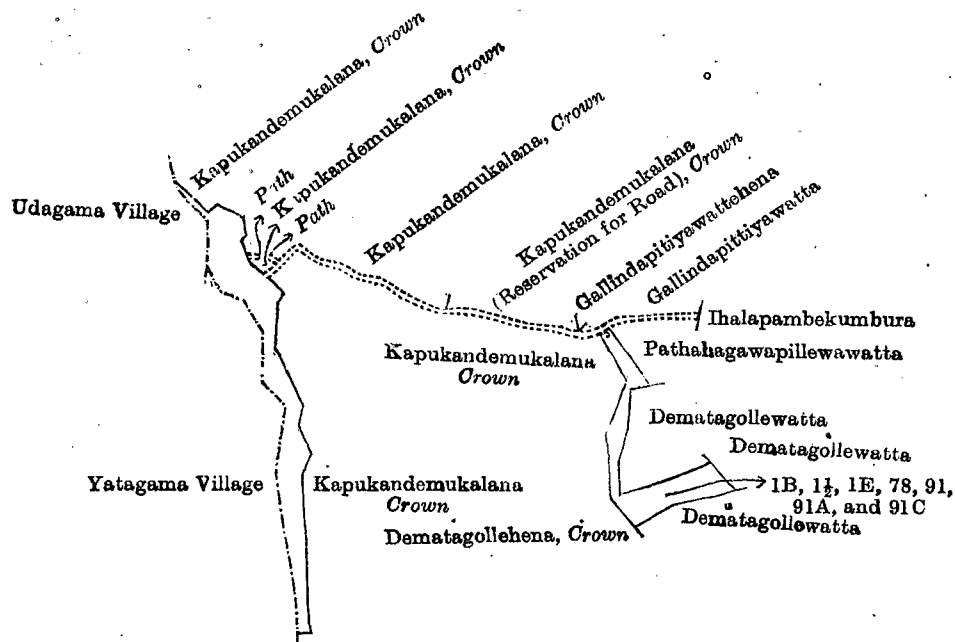 Kapukandemukalana, Crown
Path
Kapukandemukalana, Crown
Path
Kapukandemukalana, Crown
Kapukandemukalana
(Reservation for Road), Crown
Gallindapitiyawattehena
Gallindapittiyawatta
Udagama Village
Ihalapambekumbura
Pathahagawapillewawatta
Kapukandemukalana
Crown
Dematagollewatta
Dematagollewatta
Yatagama Village
Kapukandemukalana
Crown
1B, 1½, 1E, 78, 91,
91A, and 91C
Dematagollewatta
Dematagollehena, Crown